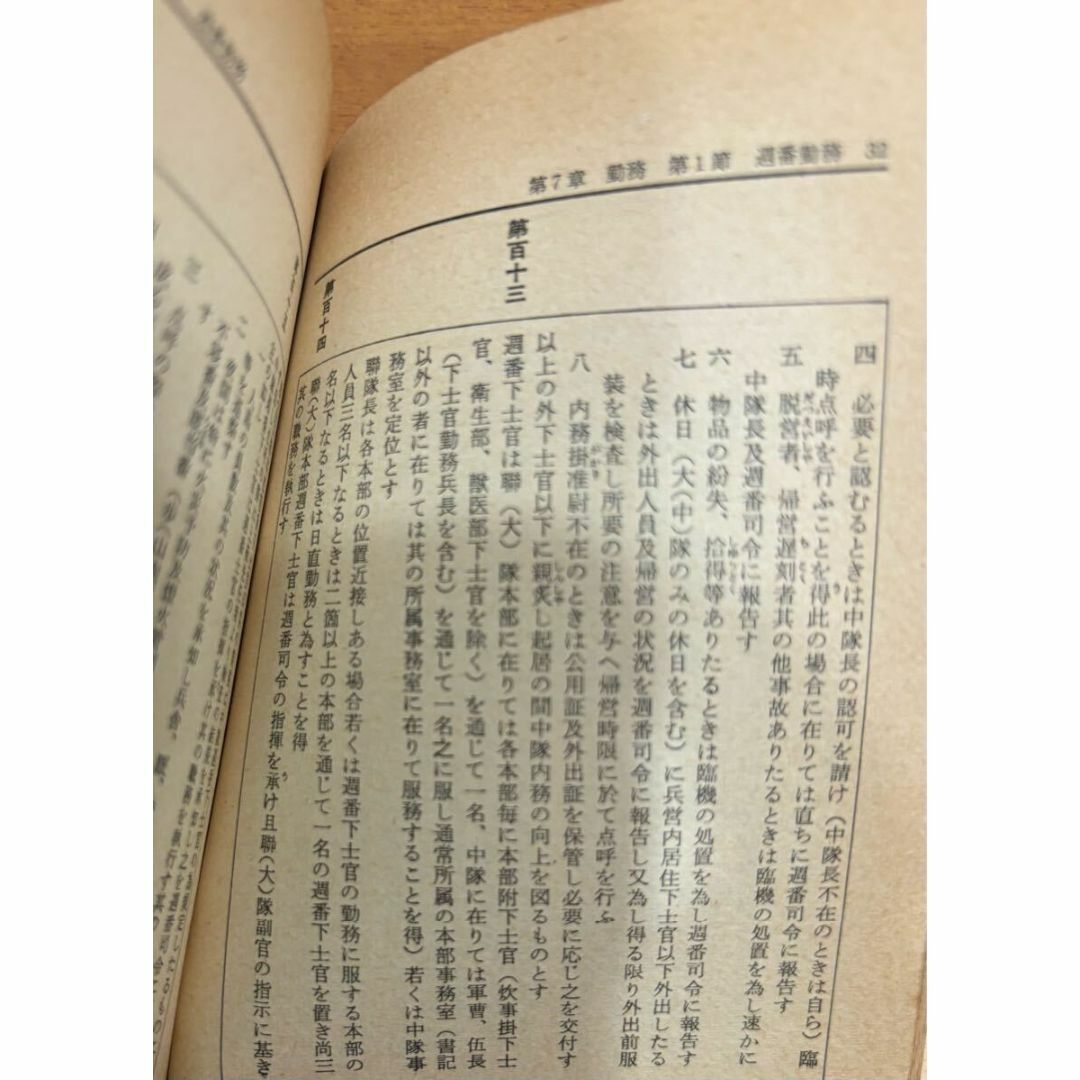 第7章 勤務 第1節 週番勤務 32
四 必要と認むるときは中隊長の認可を請け(中隊長不在のときは自ら)臨
時点呼を行ふことを得此の場合に在りては直ちに週番司令に報告す
五 脱営者、帰営遅刻者其の他事故ありたるときは臨機の処置を為し速かに
中隊長及週番司令に報告す
六 物品の紛失、拾得等ありたるときは臨機の処置を為し週番司令に報告す
七 休日(大(中)隊のみの休日を含む)に兵営内居住下士官以下外出したる
ときは外出人員及帰営の状況を週番司令に報告し又為し得る限り外出前服
装を検査し所要の注意を与へ帰営時限に於て点呼を行ふ
八 内務掛准尉不在のときは公用証及外出証を保管し必要に応じ之を交付す
以上の外下士官以下に親炙し起居の間中隊内務の向上を図るものとす
第百十三
週番下士官は聯(大)隊本部に在りては各本部毎に本部附下士官(炊事掛下士
官、衛生部、獣医部下士官を除く)を通じて一名、中隊に在りては軍曹、伍長
(下士官勤務兵長を含む)を通じて一名之に服し通常所属の本部事務室(書記
以外の者に在りては其の所属事務室に在りて服務することを得)若くは中隊事
務室を定位とす
聯隊長は各本部の位置近接しある場合若くは週番下士官の勤務に服する本部の
人員三名以下なるときは二箇以上の本部を通じて一名の週番下士官を置き尚三
名以下なるときは日直勤務と為すことを得
第百十四
聯(大)隊本部週番下士官は週番司令の指揮を承け且聯(大)隊副官の指示に基き
其の職務を執行す